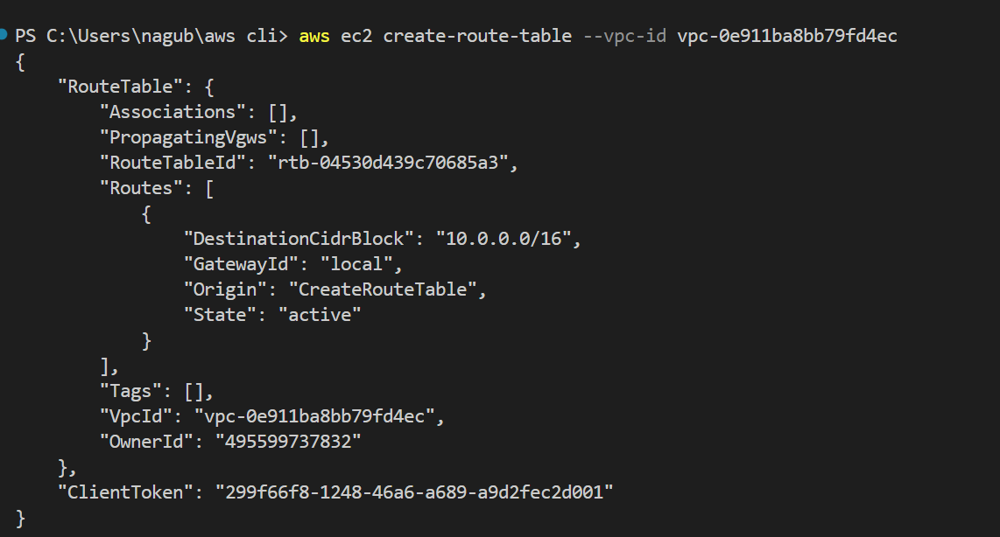 PS C:\Users\nagub\aws cli> aws ec2 create-route-table --vpc-id vpc-0e911ba8bb79fd4ec
{
    "RouteTable": {
        "Associations": [],
        "PropagatingVgws": [],
        "RouteTableId": "rtb-04530d439c70685a3",
        "Routes": [
            {
                "DestinationCidrBlock": "10.0.0.0/16",
                "GatewayId": "local",
                "Origin": "CreateRouteTable",
                "State": "active"
            }
        ],
        "Tags": [],
        "VpcId": "vpc-0e911ba8bb79fd4ec",
        "OwnerId": "495599737832"
    },
    "ClientToken": "299f66f8-1248-46a6-a689-a9d2fec2d001"
}